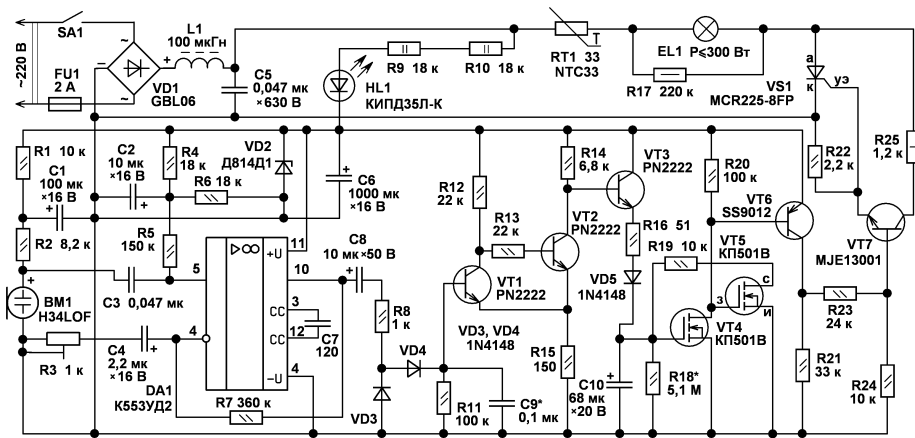 SA1
~220 В
FU1
2 А
~
~
–
+
VD1
GBL06
L1
100 мкГн
C5
0,047 мк
×630 В
HL1
КИПД35Л-К
R9 18 к
R10 18 к
RT1 33
NTC33
Т
EL1 P≤300 Вт
R17 220 к
VS1
MCR225-8FP
а
к
уэ
R22
2,2 к
R25
1,2 к
R1 10 к
C1
100 мк
×16 В
R2 8,2 к
C2
10 мк
×16 В
+
+
R4
18 к
R6 18 к
VD2
Д814Д1
R5
150 к
+
C6
1000 мк
×16 В
R12
22 к
R13
22 к
R14
6,8 к
VT3
PN2222
VT2
PN2222
VT1
PN2222
R16 51
R19 10 к
R20
100 к
VT6
SS9012
VT5
КП501В
VT7
MJE13001
+
BM1
H34LOF
R3 1 к
C3 0,047 мк
C4
2,2 мк
×16 В
+
DA1
К553УД2
▷∞
5
4
11
+U
10
3
CC
12
CC
4
–U
C7
120
C8
10 мк×50 В
+
R8
1 к
R7 360 к
VD3
VD4
VD3, VD4
1N4148
R11
100 к
C9*
0,1 мк
R15
150
VD5
1N4148
+
C10
68 мк
×20 В
R18*
5,1 М
VT4
КП501В
з
с
и
R23
24 к
R21
33 к
R24
10 к